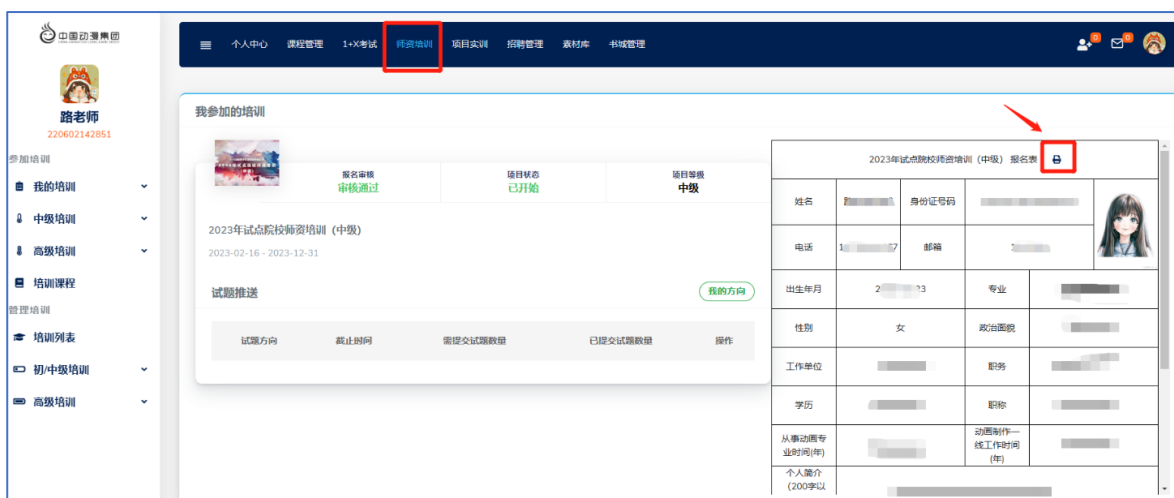 中国动漫集团
路老师
220602142851
参加培训
我的培训
中级培训
高级培训
培训课程
管理培训
培训列表
初/中级培训
高级培训
个人中心 课程管理 1+X考试 师资培训 项目实训 招聘管理 素材库 书城管理
0 0
我参加的培训
报名审核 项目状态 项目等级
审核通过 已开始 中级
2023年试点院校师资培训（中级）
2023-02-16 - 2023-12-31
试题推送 我的方向
试题方向 截止时间 需提交试题数量 已提交试题数量 操作
2023年试点院校师资培训（中级） 报名表
姓名 身份证号码
电话 邮箱
出生年月 专业
性别 女 政治面貌
工作单位 职务
学历 职称
从事动画专
业时间(年)
动画制作一
线工作时间
(年)
个人简介
（200字以